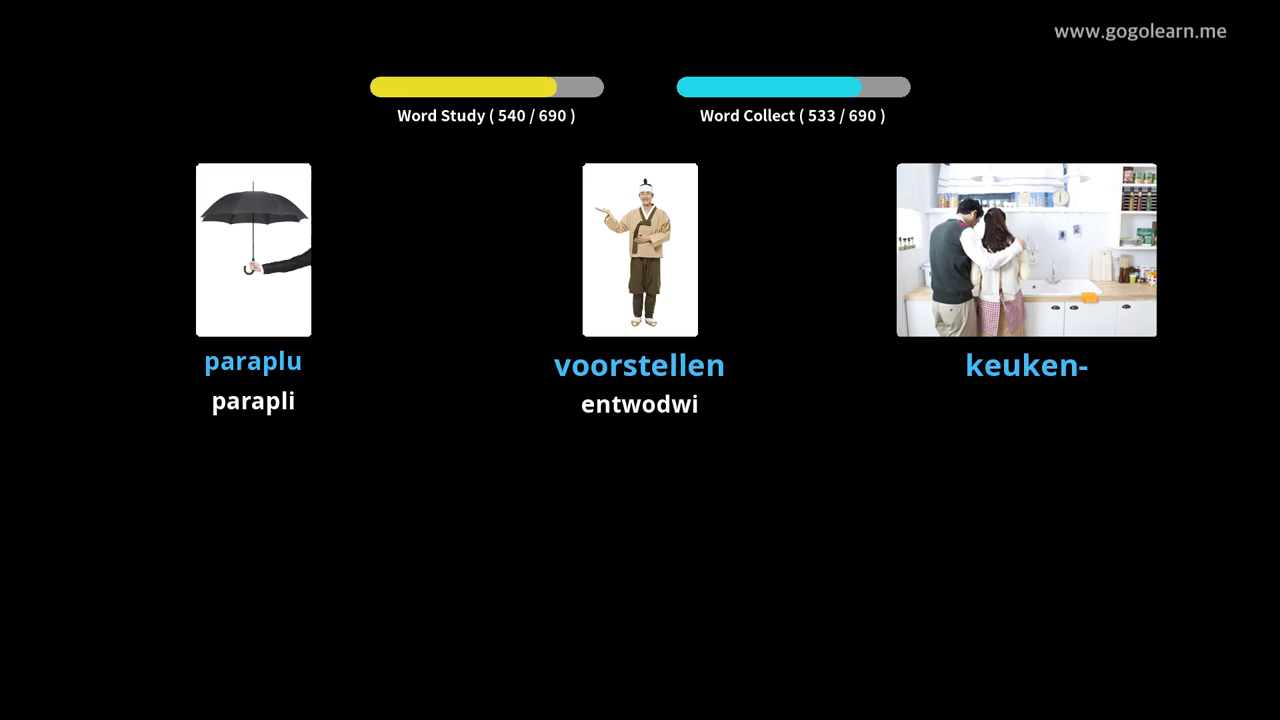 www.gogolearn.me
Word Study ( 540 / 690 )
Word Collect ( 533 / 690 )
paraplu
parapli
voorstellen
entwodwi
keuken-